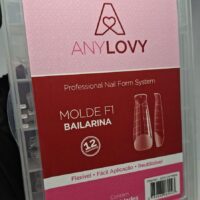 ANYLOVY
Professional Nail Form System
MOLDE F1
BAILARINA
12
Flexível • Fácil Aplicação • Reutilizável